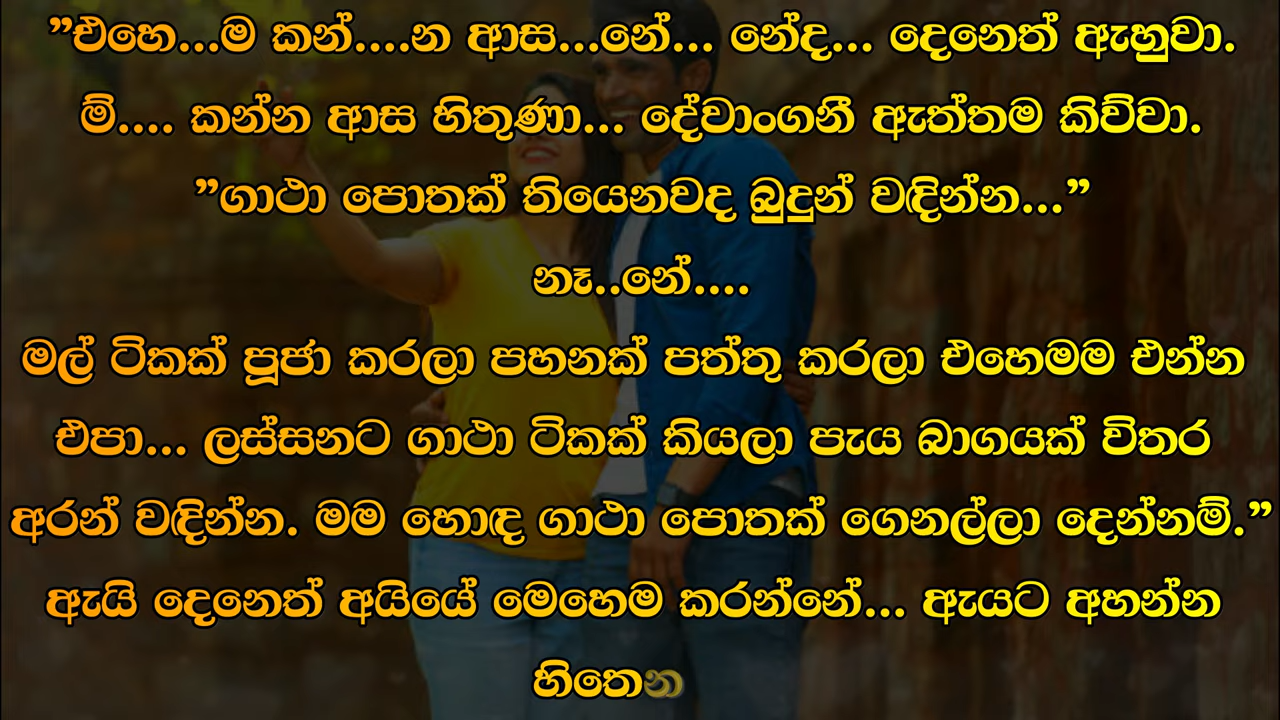 ”එහෙ...ම කන්....න ආස...නේ... නේද... දෙනෙත් ඇහුවා.
ම්.... කන්න ආස හිතුණා... දේවාංගනී ඇත්තම කිව්වා.
”ගාථා පොතක් තියෙනවද බුදුන් වඳින්න...”
නෑ..නේ....
මල් ටිකක් පූජා කරලා පහනක් පත්තු කරලා එහෙමම එන්න
එපා... ලස්සනට ගාථා ටිකක් කියලා පැය බාගයක් විතර
අරන් වඳින්න. මම හොඳ ගාථා පොතක් ගෙනල්ලා දෙන්නම්.”
ඇයි දෙනෙත් අයියේ මෙහෙම කරන්නේ... ඇයට අහන්න
හිතෙන